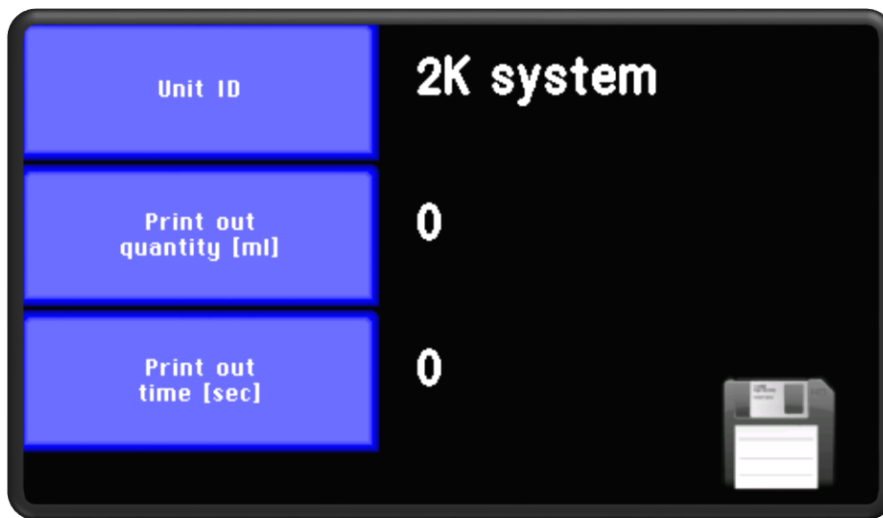 Unit ID
2K system
Print out
quantity [ml]
0
Print out
time [sec]
0